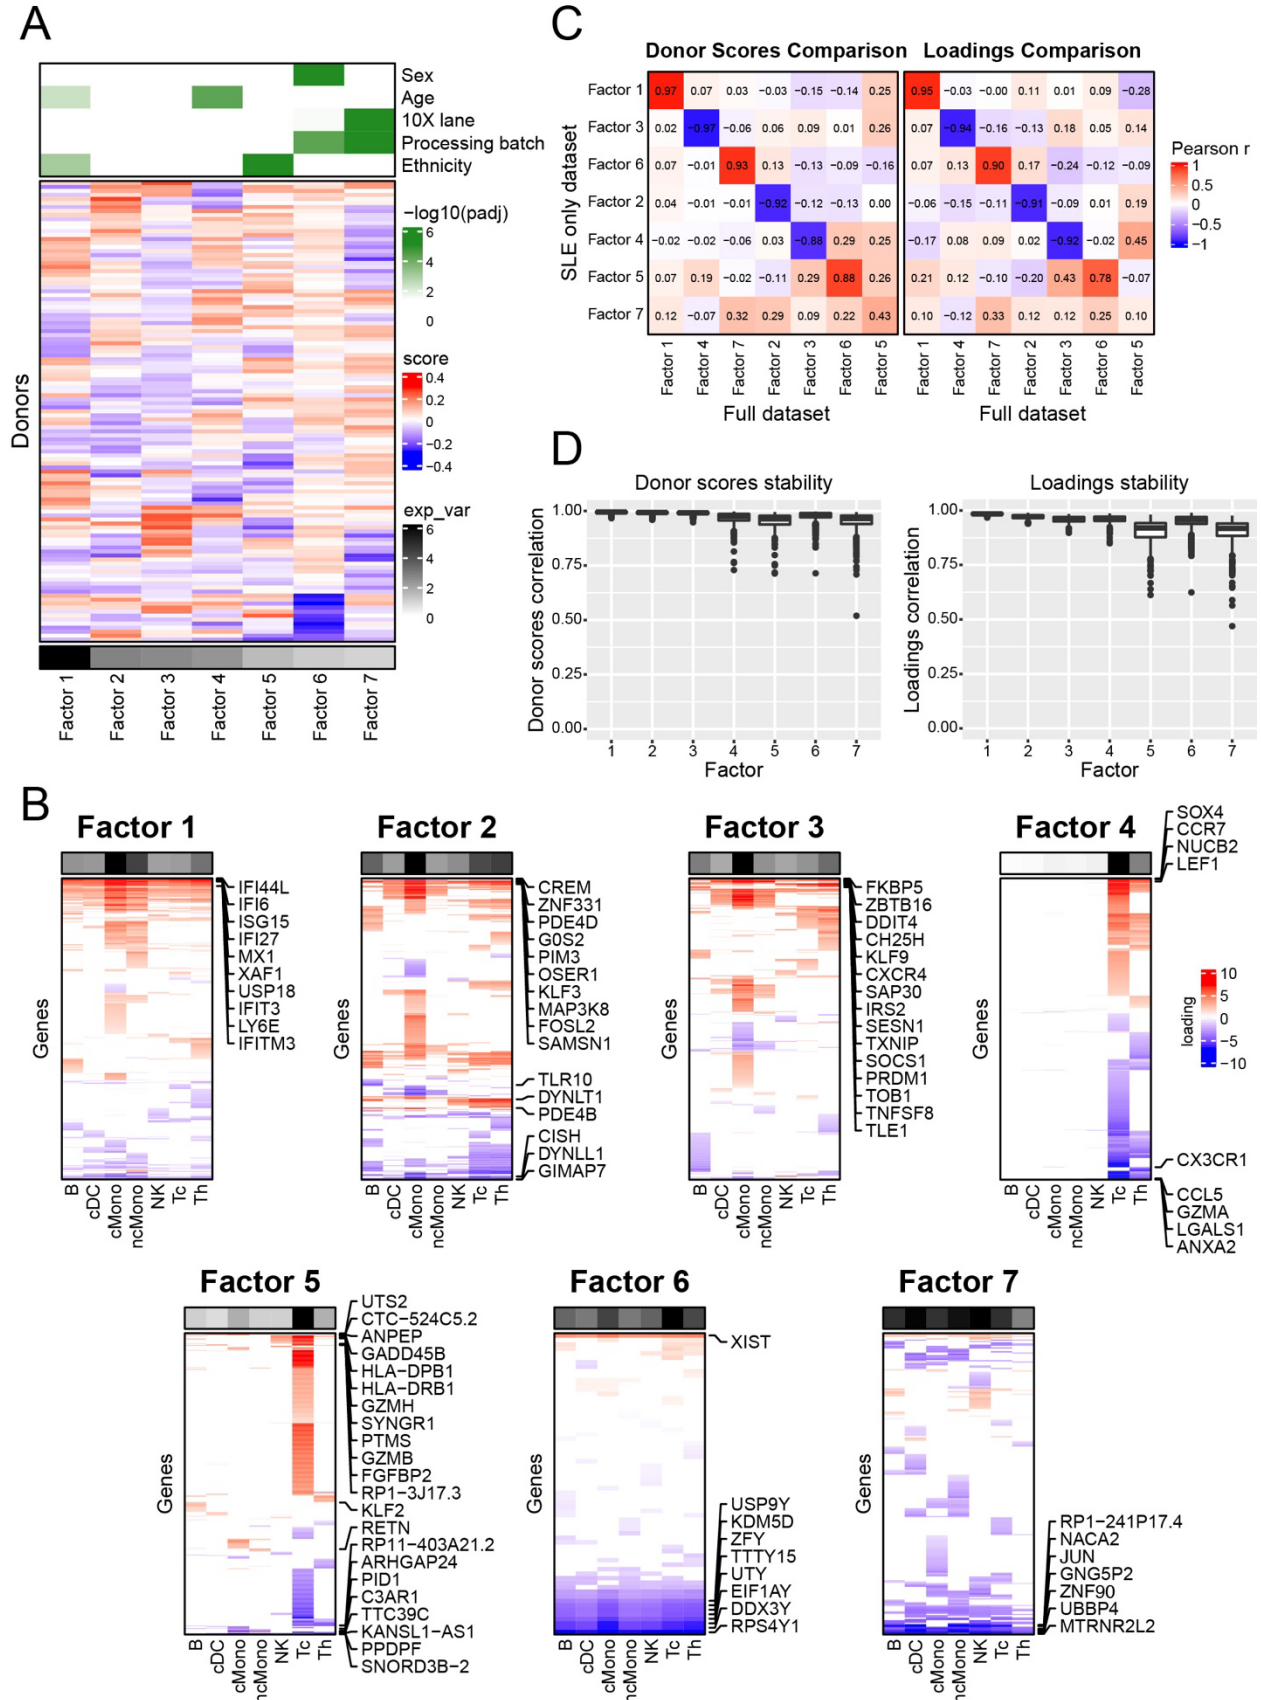 A
Sex
Age
10X lane
Processing batch
Ethnicity
−log10(padj)
6
4
2
0
score
0.4
0.2
0
−0.2
−0.4
exp_var
6
4
2
0
Donors
Factor 1
Factor 2
Factor 3
Factor 4
Factor 5
Factor 6
Factor 7
C
Donor Scores Comparison
Loadings Comparison
SLE only dataset
Factor 1
0.97 0.07 0.03 −0.03 −0.15 −0.14 0.25
0.95 −0.03 −0.00 0.11 0.01 0.09 −0.28
Factor 3
0.02 −0.97 −0.06 0.06 0.09 0.01 0.26
0.07 −0.94 −0.16 −0.13 0.18 0.05 0.14
Factor 6
0.07 −0.01 0.93 0.13 −0.13 −0.09 −0.16
0.07 0.13 0.90 0.17 −0.24 −0.12 −0.09
Factor 2
0.04 −0.01 −0.01 −0.92 −0.12 −0.13 0.00
−0.06 −0.15 −0.11 −0.91 −0.09 0.01 0.19
Factor 4
−0.02 −0.02 −0.06 0.03 −0.88 0.29 0.25
−0.17 0.08 0.09 0.02 −0.92 −0.02 0.45
Factor 5
0.07 0.19 −0.02 −0.11 0.29 0.88 0.26
0.21 0.12 −0.10 −0.20 0.43 0.78 −0.07
Factor 7
0.12 −0.07 0.32 0.29 0.09 0.22 0.43
0.10 −0.12 0.33 0.12 0.12 0.25 0.10
Factor 1
Factor 4
Factor 7
Factor 2
Factor 3
Factor 6
Factor 5
Full dataset
Factor 1
Factor 4
Factor 7
Factor 2
Factor 3
Factor 6
Factor 5
Full dataset
Pearson r
1
0.5
0
−0.5
−1
D
Donor scores stability
Donor scores correlation
1.00
0.75
0.50
0.25
0.00
1 2 3 4 5 6 7
Factor
Loadings stability
Loadings correlation
1.00
0.75
0.50
0.25
0.00
1 2 3 4 5 6 7
Factor
B
Factor 1
Genes
IFI44L
IFI6
ISG15
IFI27
MX1
XAF1
USP18
IFIT3
LY6E
IFITM3
B
cDC
cMono
ncMono
NK
Tc
Th
Factor 2
Genes
CREM
ZNF331
PDE4D
G0S2
PIM3
OSER1
KLF3
MAP3K8
FOSL2
SAMSN1
TLR10
DYNLT1
PDE4B
CISH
DYNLL1
GIMAP7
B
cDC
cMono
ncMono
NK
Tc
Th
Factor 3
Genes
FKBP5
ZBTB16
DDIT4
CH25H
KLF9
CXCR4
SAP30
IRS2
SESN1
TXNIP
SOCS1
PRDM1
TOB1
TNFSF8
TLE1
B
cDC
cMono
ncMono
NK
Tc
Th
Factor 4
Genes
SOX4
CCR7
NUCB2
LEF1
CX3CR1
CCL5
GZMA
LGALS1
ANXA2
B
cDC
cMono
ncMono
NK
Tc
Th
loading
10
5
0
−5
−10
Factor 5
Genes
UTS2
CTC−524C5.2
ANPEP
GADD45B
HLA−DPB1
HLA−DRB1
GZMH
SYNGR1
PTMS
GZMB
FGFBP2
RP1−3J17.3
KLF2
RETN
RP11−403A21.2
ARHGAP24
PID1
C3AR1
TTC39C
KANSL1−AS1
PPDPF
SNORD3B−2
B
cDC
cMono
ncMono
NK
Tc
Th
Factor 6
Genes
XIST
USP9Y
KDM5D
ZFY
TTTY15
UTY
EIF1AY
DDX3Y
RPS4Y1
B
cDC
cMono
ncMono
NK
Tc
Th
Factor 7
Genes
RP1−241P17.4
NACA2
JUN
GNG5P2
ZNF90
UBBP4
MTRNR2L2
B
cDC
cMono
ncMono
NK
Tc
Th